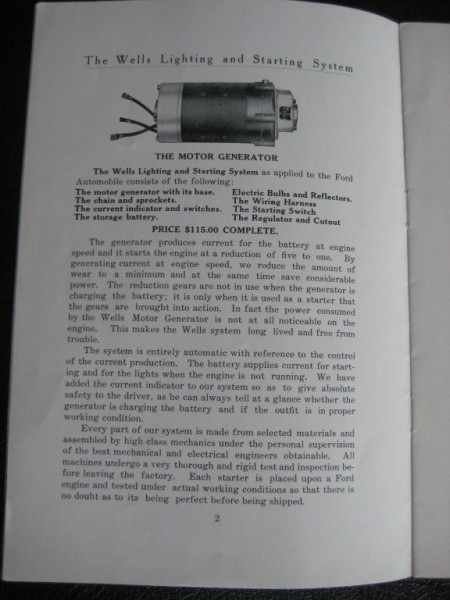 The Wells Lighting and Starting System
THE MOTOR GENERATOR
The Wells Lighting and Starting System as applied to the Ford
Automobile consists of the following:
The motor generator with its base. Electric Bulbs and Reflectors.
The chain and sprockets. The Wiring Harness
The current indicator and switches. The Starting Switch
The storage battery. The Regulator and Cutout
PRICE $115.00 COMPLETE.
The generator produces current for the battery at engine
speed and it starts the engine at a reduction of five to one. By
generating current at engine speed, we reduce the amount of
wear to a minimum and at the same time save considerable
power. The reduction gears are not in use when the generator is
charging the battery; it is only when it is used as a starter that
the gears are brought into action. In fact the power consumed
by the Wells Motor Generator is not at all noticeable on the
engine. This makes the Wells system long lived and free from
trouble.
The system is entirely automatic with reference to the control
of the current production. The battery supplies current for start-
ing and for the lights when the engine is not running. We have
added the current indicator to our system so as to give absolute
safety to the driver, as he can always tell at a glance whether the
generator is charging the battery and if the outfit is in proper
working condition.
Every part of our system is made from selected materials and
assembled by high class mechanics under the personal supervision
of the best mechanical and electrical engineers obtainable. All
machines undergo a very thorough and rigid test and inspection be-
fore leaving the factory. Each starter is placed upon a Ford
engine and tested under actual working conditions so that there is
no doubt as to its being perfect before being shipped.
2